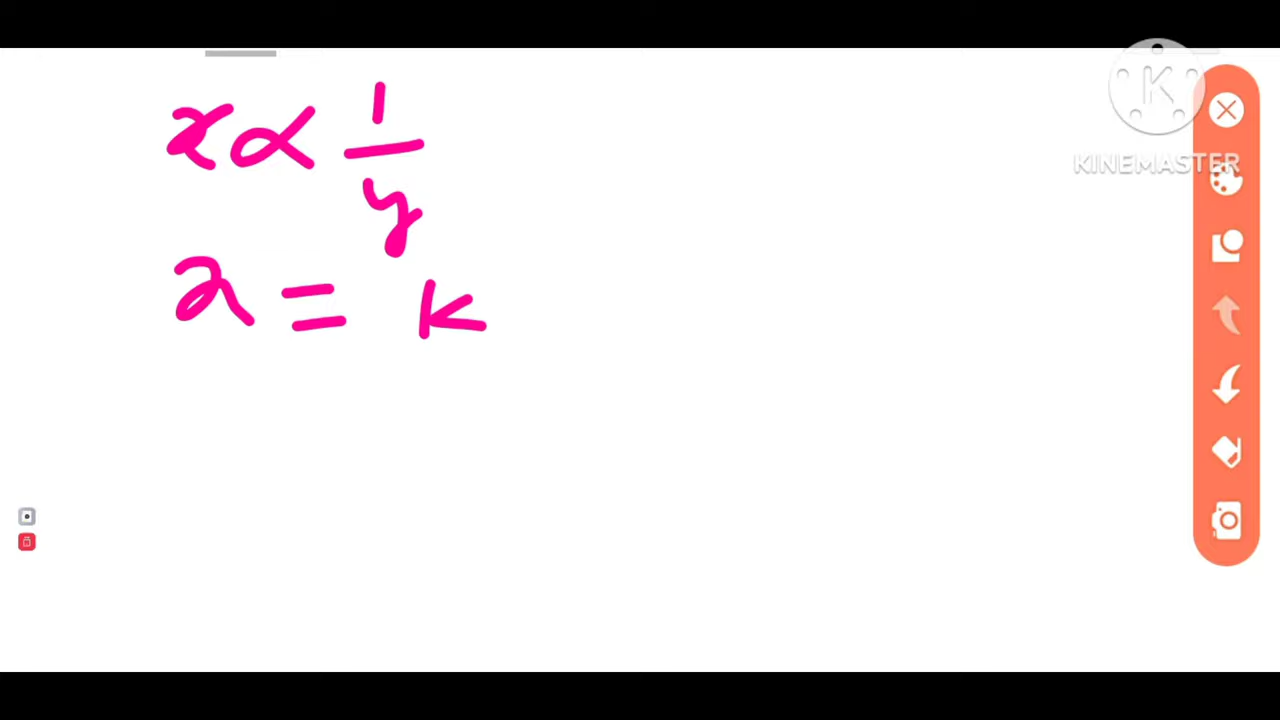 x ∝ 1/y
x = k
K
KINEMASTER